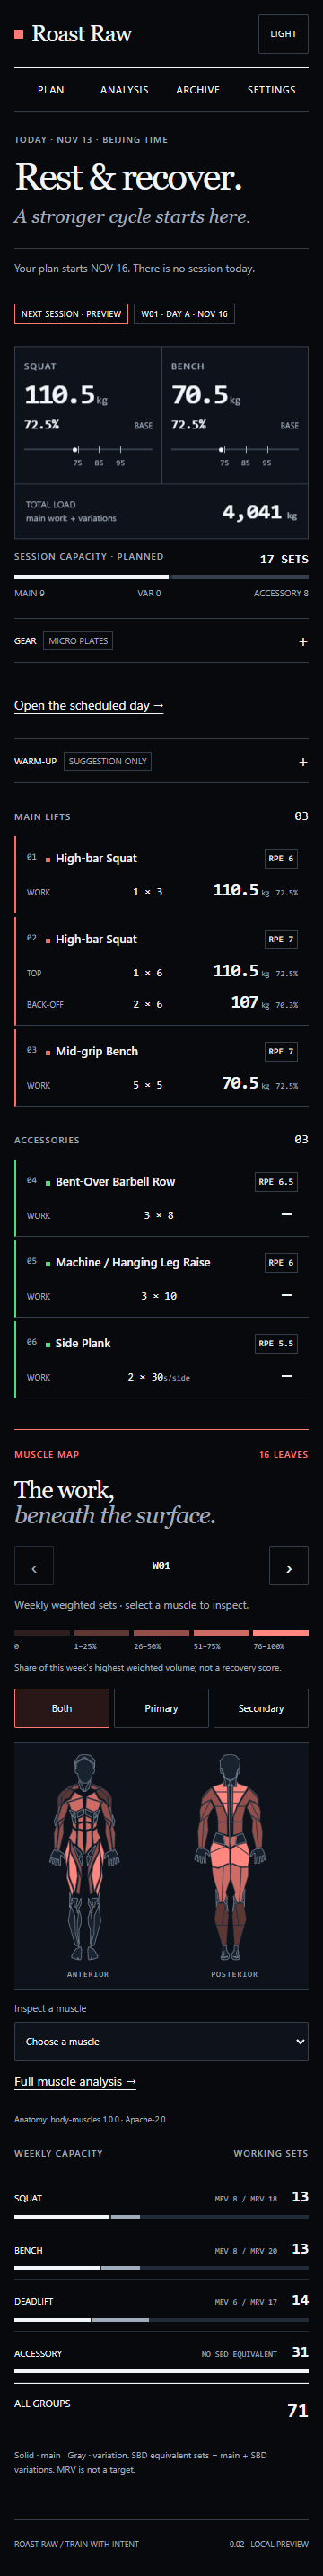 Roast Raw
LIGHT
PLAN ANALYSIS ARCHIVE SETTINGS
TODAY · NOV 13 · BEIJING TIME
Rest & recover.
A stronger cycle starts here.
Your plan starts NOV 16. There is no session today.
NEXT SESSION · PREVIEW W01 · DAY A · NOV 16
SQUAT BENCH
110.5kg 70.5kg
72.5% BASE 72.5% BASE
75 85 95 75 85 95
TOTAL LOAD
main work + variations
4,041 kg
SESSION CAPACITY · PLANNED 17 SETS
MAIN 9 VAR 0 ACCESSORY 8
GEAR MICRO PLATES +
Open the scheduled day →
WARM-UP SUGGESTION ONLY +
MAIN LIFTS 03
01 High-bar Squat RPE 6
WORK 1 × 3 110.5 kg 72.5%
02 High-bar Squat RPE 7
TOP 1 × 6 110.5 kg 72.5%
BACK-OFF 2 × 6 107 kg 70.3%
03 Mid-grip Bench RPE 7
WORK 5 × 5 70.5 kg 72.5%
ACCESSORIES 03
04 Bent-Over Barbell Row RPE 6.5
WORK 3 × 8 —
05 Machine / Hanging Leg Raise RPE 6
WORK 3 × 10 —
06 Side Plank RPE 5.5
WORK 2 × 30s/side —
MUSCLE MAP 16 LEAVES
The work,
beneath the surface.
‹ W01 ›
Weekly weighted sets · select a muscle to inspect.
0 1–25% 26–50% 51–75% 76–100%
Share of this week's highest weighted volume; not a recovery score.
Both Primary Secondary
ANTERIOR POSTERIOR
Inspect a muscle
Choose a muscle
Full muscle analysis →
Anatomy: body-muscles 1.0.0 · Apache-2.0
WEEKLY CAPACITY WORKING SETS
SQUAT MEV 8 / MRV 18 13
BENCH MEV 8 / MRV 20 13
DEADLIFT MEV 6 / MRV 17 14
ACCESSORY NO SBD EQUIVALENT 31
ALL GROUPS 71
Solid · main Gray · variation. SBD equivalent sets = main + SBD
variations. MRV is not a target.
ROAST RAW / TRAIN WITH INTENT 0.02 · LOCAL PREVIEW